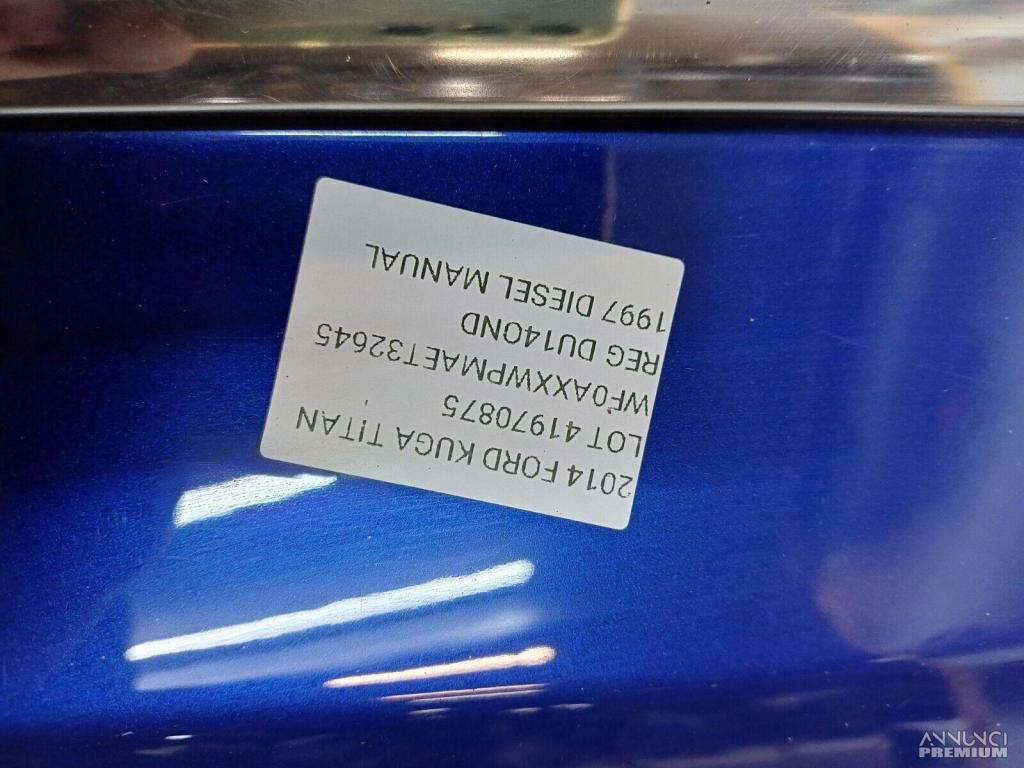 2014 FORD KUGA TITAN
LOT 41970875
WF0AXXWPMAET32645
REG DU14OND
1997 DIESEL MANUAL
ANNUNCI
PREMIUM